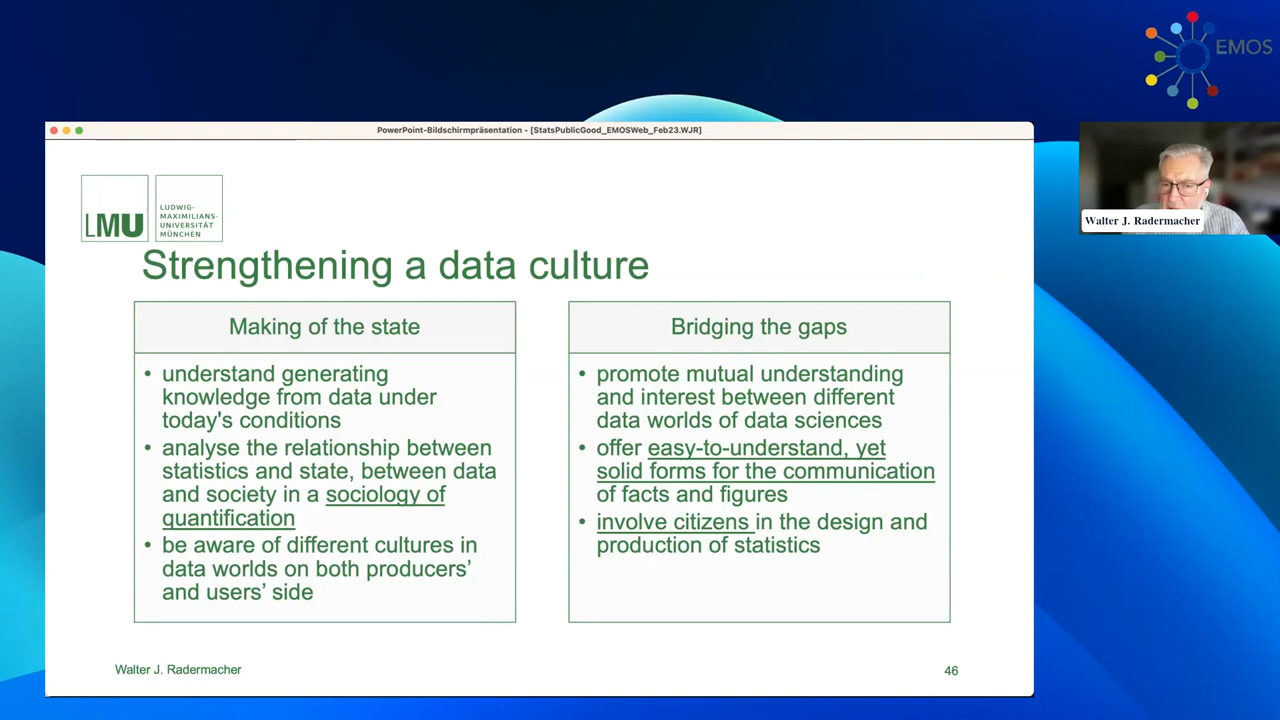 EMOS
PowerPoint-Bildschirmpräsentation - [StatsPublicGood_EMOSWeb_Feb23.WJR]
Walter J. Radermacher
LMU
LUDWIG-
MAXIMILIANS-
UNIVERSITÄT
MÜNCHEN
Strengthening a data culture
Making of the state
• understand generating
knowledge from data under
today's conditions
• analyse the relationship between
statistics and state, between data
and society in a sociology of
quantification
• be aware of different cultures in
data worlds on both producers’
and users’ side
Bridging the gaps
• promote mutual understanding
and interest between different
data worlds of data sciences
• offer easy-to-understand, yet
solid forms for the communication
of facts and figures
• involve citizens in the design and
production of statistics
Walter J. Radermacher
46